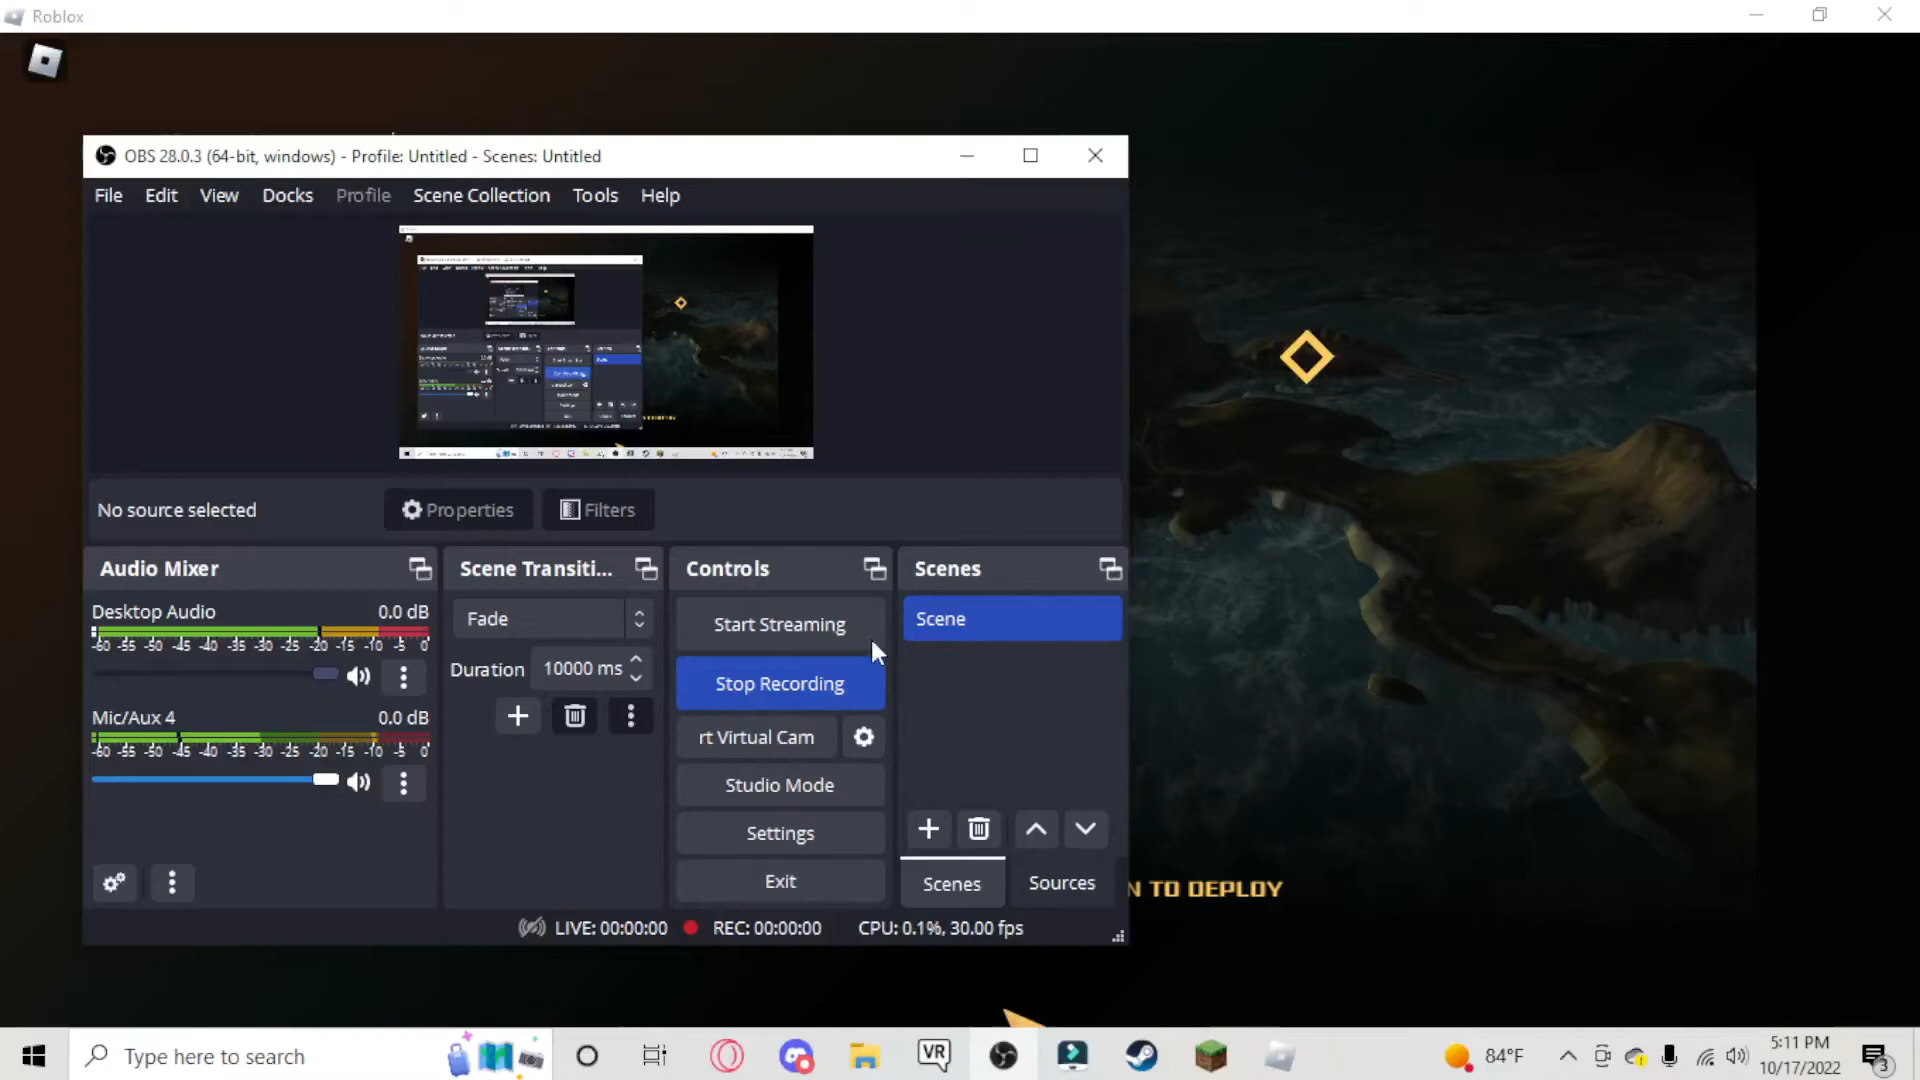 Roblox
OBS 28.0.3 (64-bit, windows) - Profile: Untitled - Scenes: Untitled
File Edit View Docks Profile Scene Collection Tools Help
No source selected
Properties
Filters
Audio Mixer
Desktop Audio 0.0 dB
-60 -55 -50 -45 -40 -35 -30 -25 -20 -15 -10 -5 0
Mic/Aux 4 0.0 dB
-60 -55 -50 -45 -40 -35 -30 -25 -20 -15 -10 -5 0
Scene Transiti...
Fade
Duration 10000 ms
Controls
Start Streaming
Stop Recording
rt Virtual Cam
Studio Mode
Settings
Exit
Scenes
Scene
Scenes Sources
LIVE: 00:00:00 REC: 00:00:00 CPU: 0.1%, 30.00 fps
N TO DEPLOY
Type here to search
VR
84°F
5:11 PM
10/17/2022
3